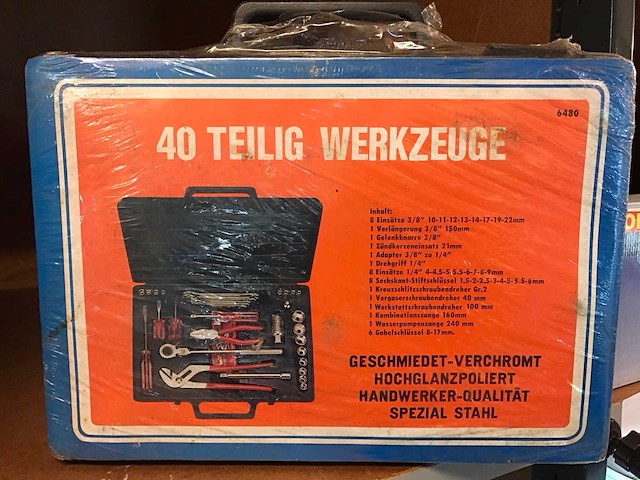 6480
40 TEILIG WERKZEUGE
Inhalt:
8 Einsätze 3/8" 10-11-12-13-14-17-19-22mm
1 Verlängerung 3/8" 150mm
1 Gelenkknarre 3/8"
1 Zündkerzeneinsatz 21mm
1 Adapter 3/8" zu 1/4"
1 Drehgriff 1/4"
8 Einsätze 1/4" 4-4.5-5 5.5-6-7-8-9mm
8 Sechskant-Stiftschlüssel 1.5-2-2.5-3-4-5-5.5-6mm
1 Kreuzschlitzschraubendreher Gr.2
1 Vergaserschraubendreher 40 mm
1 Werkstattschraubendreher 100 mm
1 Kombinationszange 160mm
1 Wasserpumpenzange 240 mm
6 Gabelschlüssel 8-17mm.
GESCHMIEDET-VERCHROMT
HOCHGLANZPOLIERT
HANDWERKER-QUALITÄT
SPEZIAL STAHL